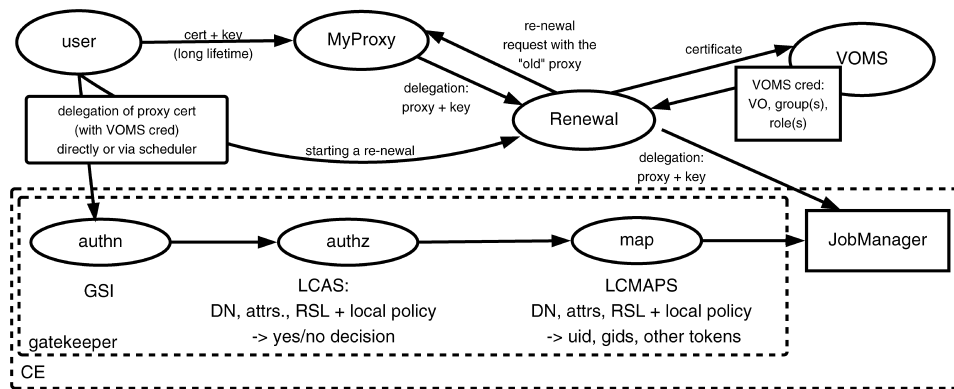 user
cert + key
(long lifetime)
MyProxy
re-newal
request with the
"old" proxy
certificate
VOMS
VOMS cred:
VO, group(s),
role(s)
delegation:
proxy + key
Renewal
delegation of proxy cert
(with VOMS cred)
directly or via scheduler
starting a re-newal
delegation:
proxy + key
authn
authz
map
JobManager
GSI
LCAS:
DN, attrs., RSL + local policy
-> yes/no decision
LCMAPS
DN, attrs, RSL + local policy
-> uid, gids, other tokens
gatekeeper
CE